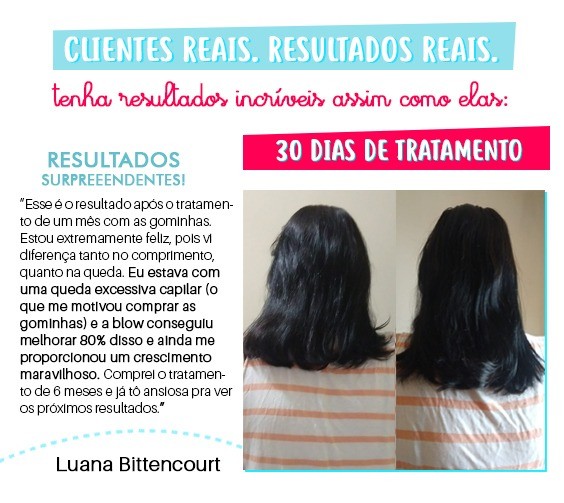 CLIENTES REAIS. RESULTADOS REAIS.
tenha resultados incríveis assim como elas:
30 DIAS DE TRATAMENTO
RESULTADOS
SURPREEENDENTES!
"Esse é o resultado após o tratamen-
to de um mês com as gominhas.
Estou extremamente feliz, pois vi
diferença tanto no comprimento,
quanto na queda. Eu estava com
uma queda excessiva capilar (o
que me motivou comprar as
gominhas) e a blow conseguiu
melhorar 80% disso e ainda me
proporcionou um crescimento
maravilhoso. Comprei o tratamen-
to de 6 meses e já tô ansiosa pra ver
os próximos resultados."
Luana Bittencourt